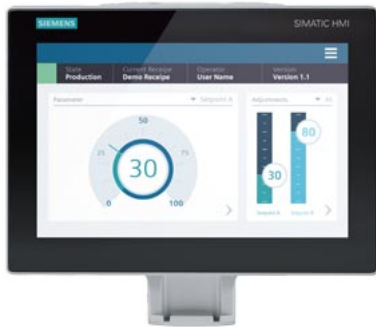 SIEMENS
SIMATIC HMI
State
Production
Current Receipe
Demo Receipe
Operator
User Name
Version
Version 1.1
Parameter
Setpoint A
50
25
75
30
0
100
Adjustments
All
80
30
Setpoint A
Setpoint B